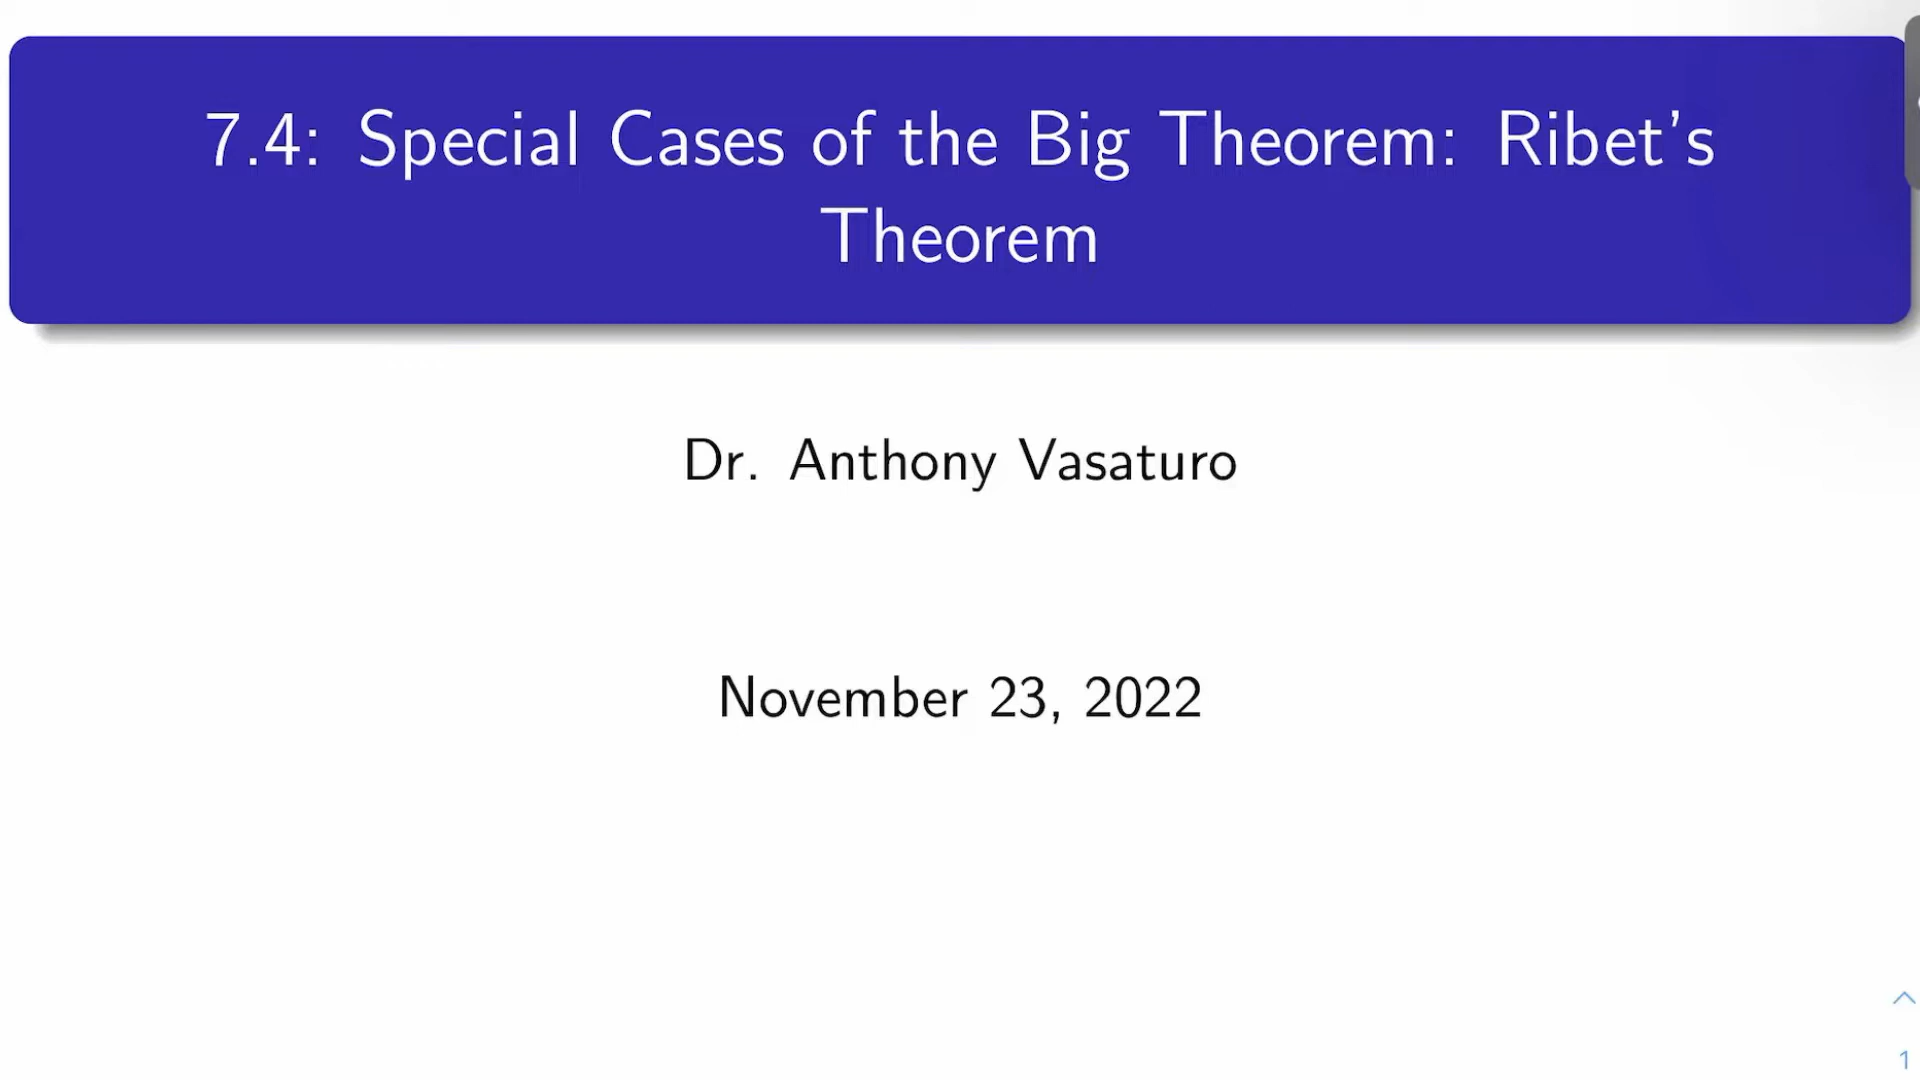 7.4: Special Cases of the Big Theorem: Ribet's
Theorem
Dr. Anthony Vasaturo
November 23, 2022
1